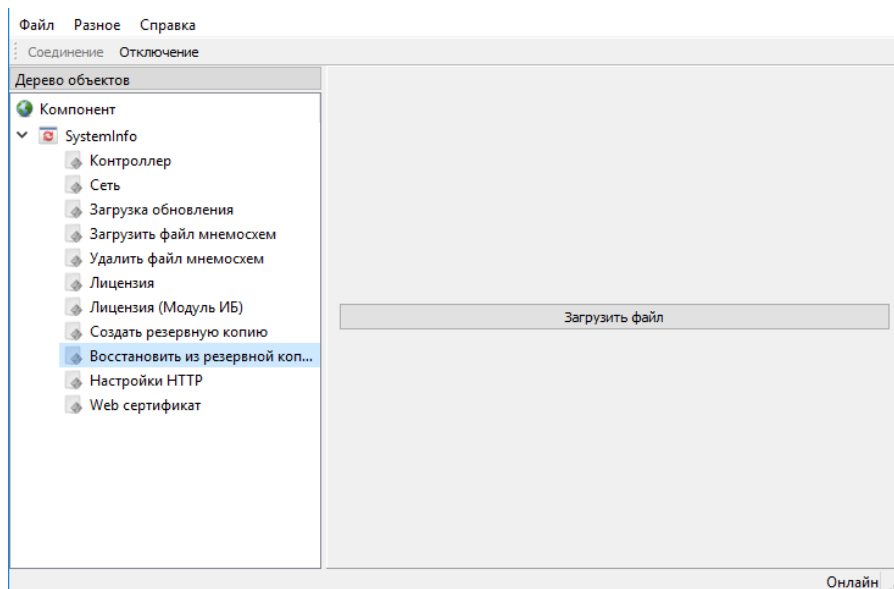 Файл Разное Справка
Соединение Отключение
Дерево объектов
Компонент
SystemInfo
Контроллер
Сеть
Загрузка обновления
Загрузить файл мнемосхем
Удалить файл мнемосхем
Лицензия
Лицензия (Модуль ИБ)
Создать резервную копию
Восстановить из резервной коп...
Настройки HTTP
Web сертификат
Загрузить файл
Онлайн